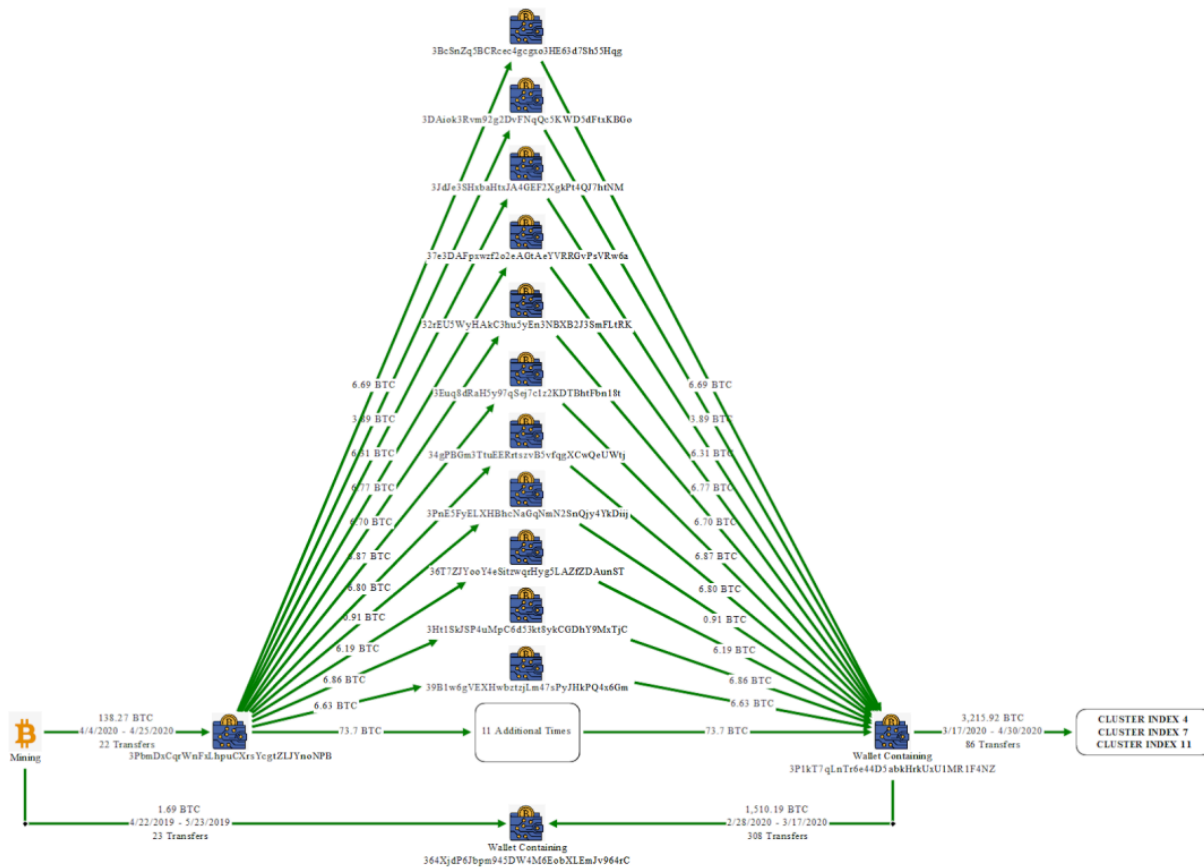 3BcSnZq5BCRcec4gcgxo3HE63d7Sh55Hqg
3DAiok3Rvm92g2DvFNqQc5KWD5dFtxKBGo
3JdJe3SHxbaHtxJA4GEF2XgkPt4QJ7htNM
37e3DAFpxwrf2o2eAGtAeYVRRGvPsVRw6a
32rEU5WyHAkC3hu5yEn3NBXB2J3SmFLtRK
3Euq8dRaH5y97qSej7c1z2KDTBhtFbn18t
6.69 BTC
6.69 BTC
3.89 BTC
3.89 BTC
34gPBGm3TtuEERrtszvB5vfqgXCwQeUWtj
6.31 BTC
6.31 BTC
6.77 BTC
6.77 BTC
3PnE5FyELXHBhcNaGqNmN2SnQjy4YkDiij
6.70 BTC
6.70 BTC
6.87 BTC
6.87 BTC
36T7ZJYooY4eSitzwqrHyg5LAZfZDAunST
6.80 BTC
6.80 BTC
0.91 BTC
0.91 BTC
3Ht1SkJSP4uMpC6d53kt8ykCGDhY9MxTjC
6.19 BTC
6.19 BTC
6.86 BTC
6.86 BTC
39B1w6gVEXHwbztzjLm47sPyJHkPQ4x6Gm
6.63 BTC
6.63 BTC
138.27 BTC
4/4/2020 - 4/25/2020
22 Transfers
Mining
3PbmDxCqrWnFsLhpuCXrsYcgtZLJYnoNPB
73.7 BTC
11 Additional Times
73.7 BTC
Wallet Containing
3P1kT7qLnTr6e44D5abkHrkUxU1MR1F4NZ
3,215.92 BTC
3/17/2020 - 4/30/2020
86 Transfers
CLUSTER INDEX 4
CLUSTER INDEX 7
CLUSTER INDEX 11
1.69 BTC
4/22/2019 - 5/23/2019
23 Transfers
Wallet Containing
364XjdP6Jbpm945DW4M6EobXLEmJv964rC
1,510.19 BTC
2/28/2020 - 3/17/2020
308 Transfers